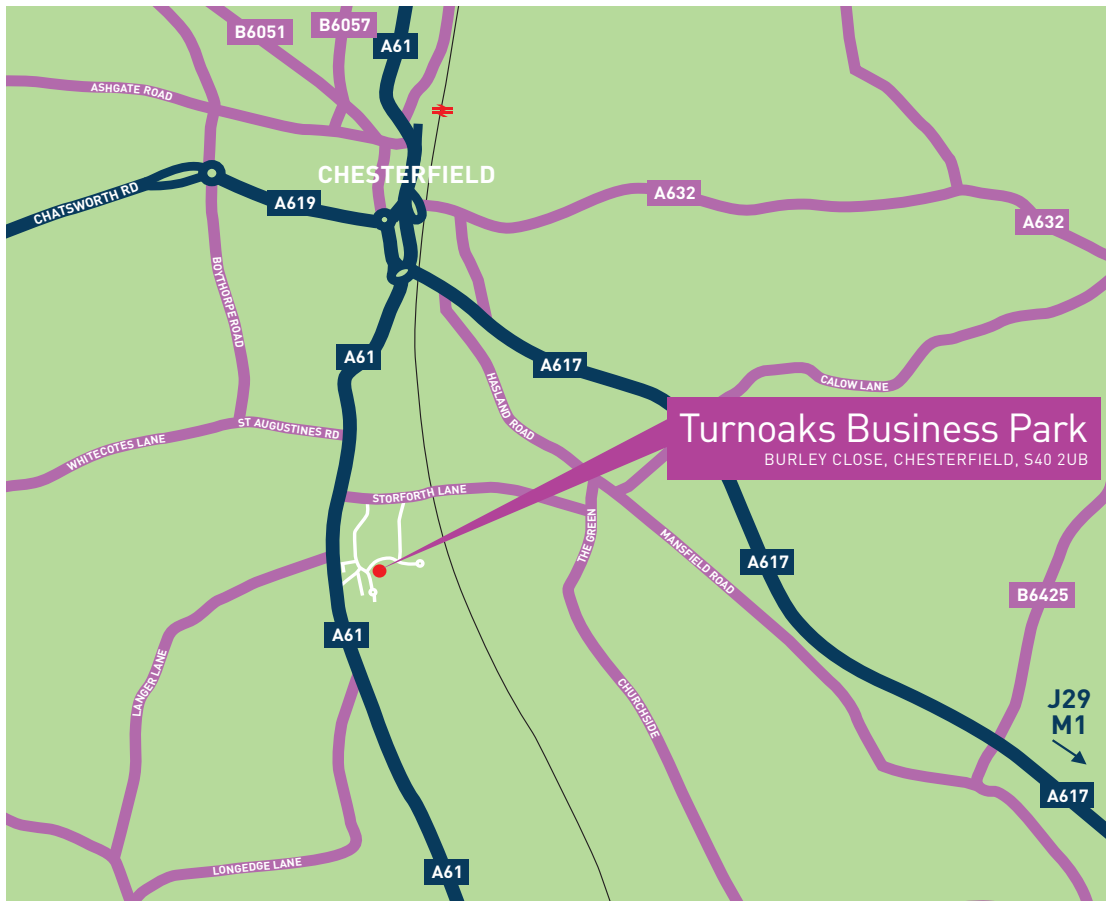 B6051
B6057
A61
ASHGATE ROAD
CHESTERFIELD
CHATSWORTH RD
A619
A632
A632
BOYTHORPE ROAD
A61
A617
HASLAND ROAD
CALOW LANE
Turnoaks Business Park
BURLEY CLOSE, CHESTERFIELD, S40 2UB
WHITECOTES LANE
ST AUGUSTINES RD
STORFORTH LANE
THE GREEN
MANSFIELD ROAD
A617
B6425
A61
LANGER LANE
CHURCHSIDE
J29
M1
A617
LONGEDGE LANE
A61